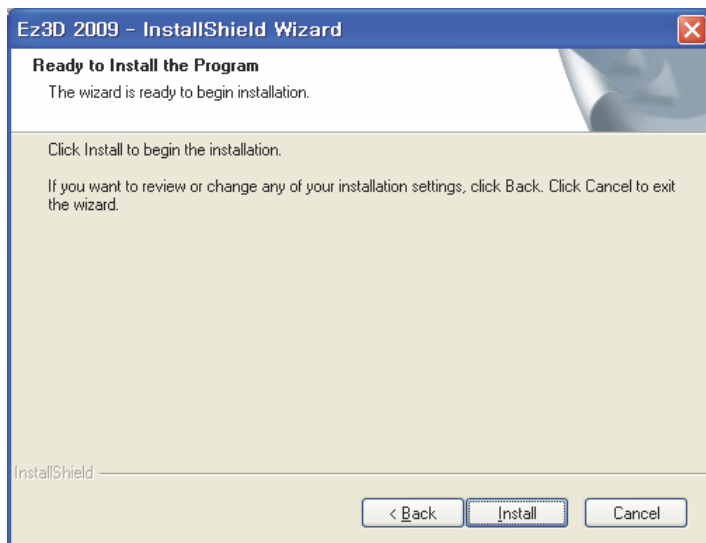 Ez3D 2009 - InstallShield Wizard
Ready to Install the Program
The wizard is ready to begin installation.
Click Install to begin the installation.
If you want to review or change any of your installation settings, click Back. Click Cancel to exit
the wizard.
InstallShield
< Back
Install
Cancel